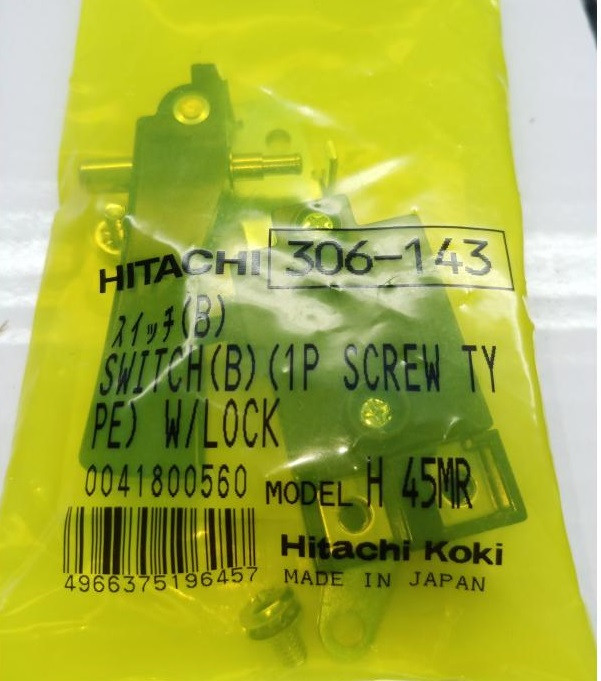 HITACHI 306-143
スイッチ(B)
SWITCH(B)(1P SCREW TY
PE) W/LOCK
0041800560 MODEL H 45MR
4966375196457
Hitachi Koki
MADE IN JAPAN